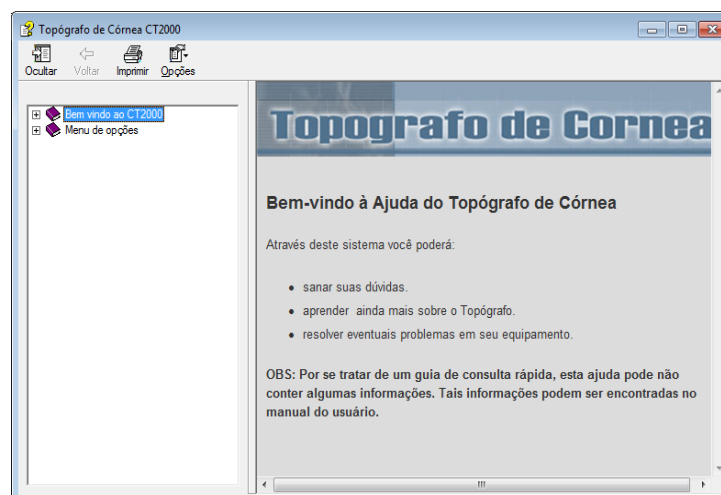 Topógrafo de Córnea CT2000
Ocultar Voltar Imprimir Opções
Bem vindo ao CT2000
Menu de opções
Topografo de Cornea
Bem-vindo à Ajuda do Topógrafo de Córnea
Através deste sistema você poderá:
sanar suas dúvidas.
aprender ainda mais sobre o Topógrafo.
resolver eventuais problemas em seu equipamento.
OBS: Por se tratar de um guia de consulta rápida, esta ajuda pode não
conter algumas informações. Tais informações podem ser encontradas no
manual do usuário.